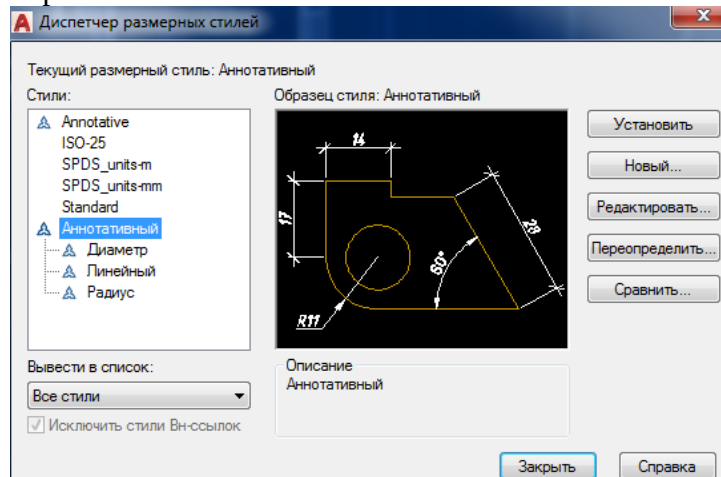 Диспетчер размерных стилей
Текущий размерный стиль: Аннотативный
Стили:
Образец стиля: Аннотативный
Annotative
ISO-25
SPDS_units-m
SPDS_units-mm
Standard
Аннотативный
Диаметр
Линейный
Радиус
14
17
28
60°
R11
Установить
Новый...
Редактировать...
Переопределить...
Сравнить...
Вывести в список:
Все стили
Исключить стили Вн-ссылок
Описание
Аннотативный
Закрыть
Справка